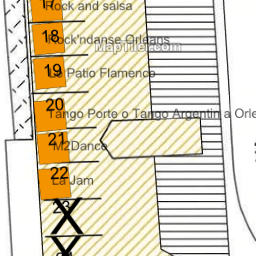 Rock and salsa
18
Rock'ndanse Orléans
MapTiler.com
19
Le Patio Flamenco
20
Tango Porte o Tango Argentin a Orle
21
M2Dance
22
La Jam
23